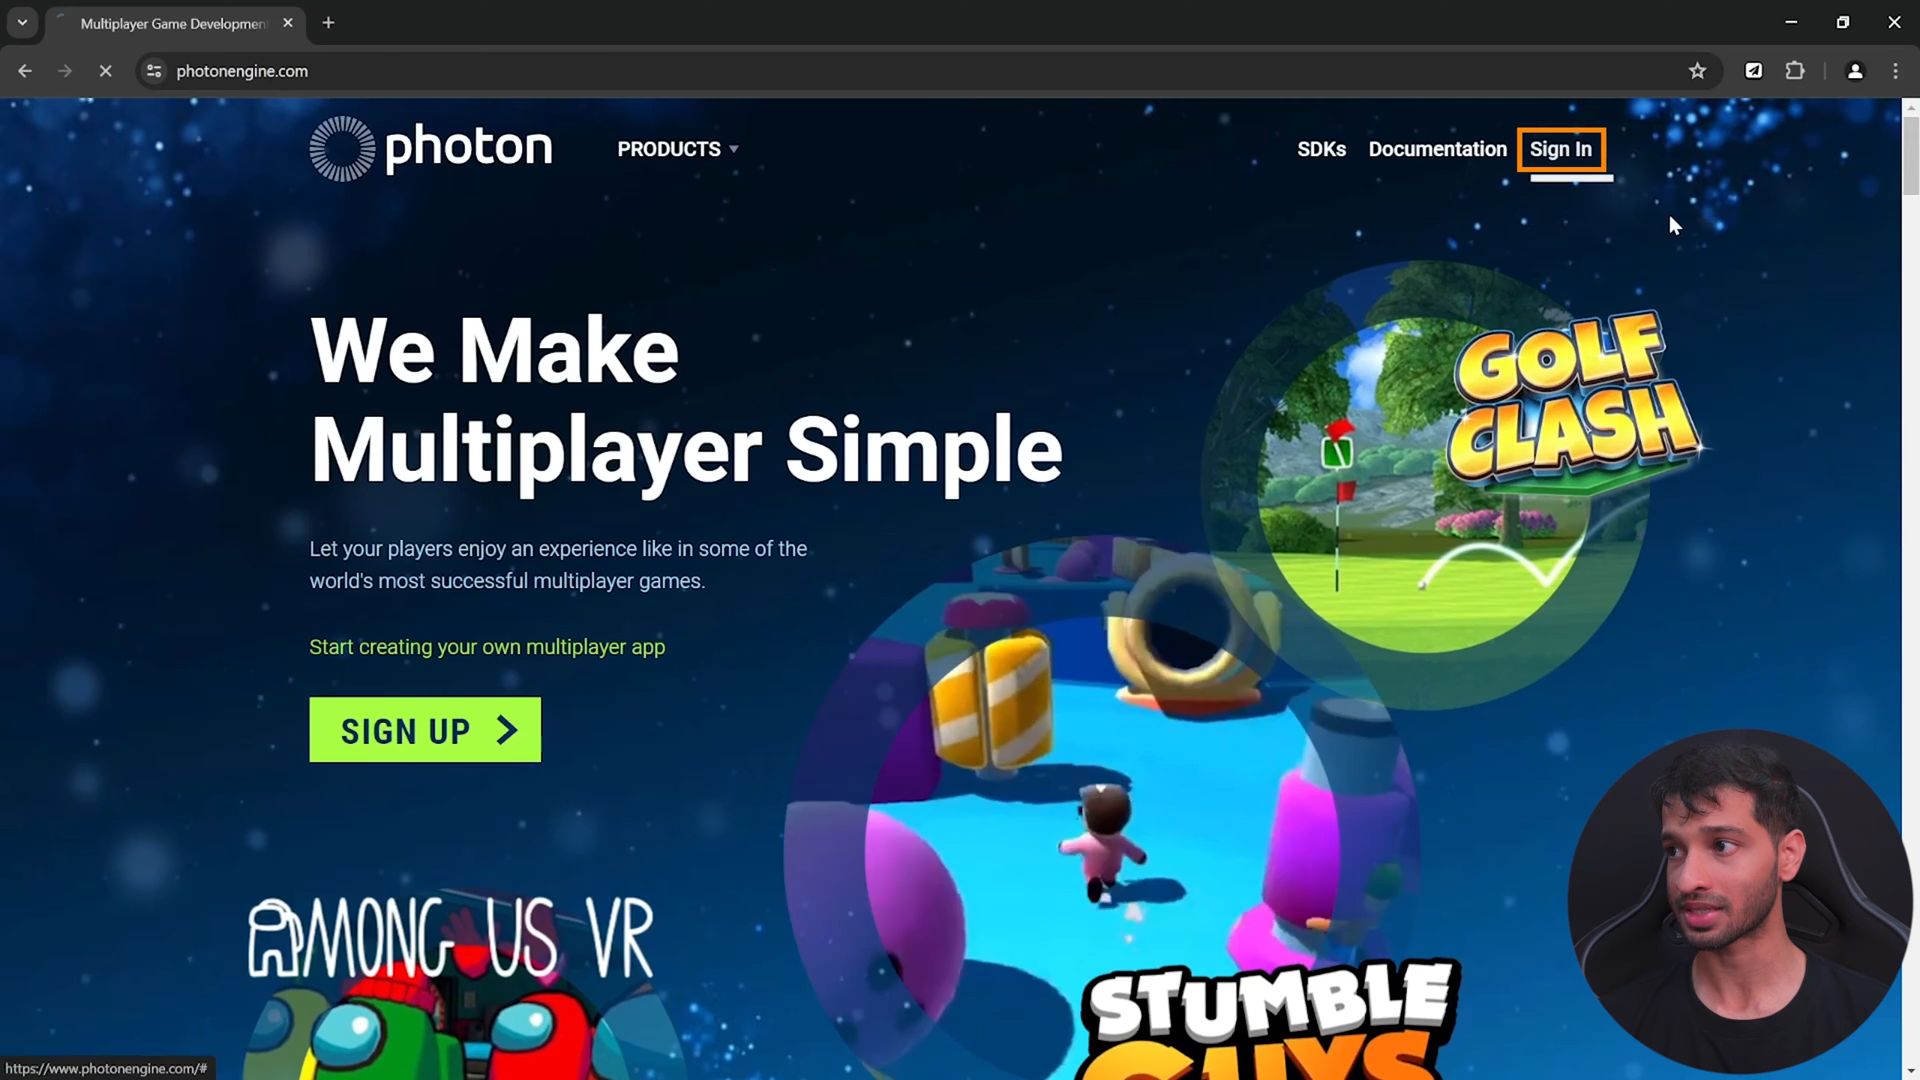 Multiplayer Game Developmen
photonengine.com
photon
PRODUCTS
SDKs
Documentation
Sign In
We Make
Multiplayer Simple
Let your players enjoy an experience like in some of the
world's most successful multiplayer games.
Start creating your own multiplayer app
SIGN UP
GOLF
CLASH
AMONG US VR
STUMBLE
GUYS
https://www.photonengine.com/#